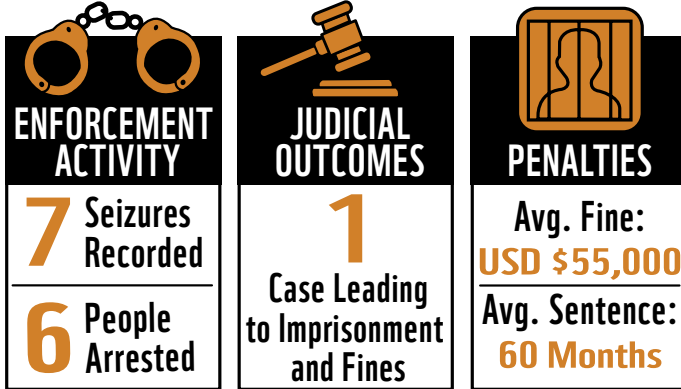 ENFORCEMENT
ACTIVITY
7 Seizures
Recorded
6 People
Arrested
JUDICIAL
OUTCOMES
1
Case Leading
to Imprisonment
and Fines
PENALTIES
Avg. Fine:
USD $55,000
Avg. Sentence:
60 Months